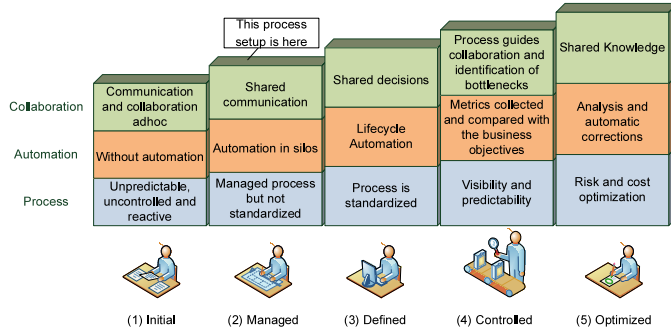 This process
setup is here
Collaboration
Automation
Process
Communication
and collaboration
adhoc
Without automation
Unpredictable,
uncontrolled and
reactive
(1) Initial
Shared
communication
Automation in silos
Managed process
but not
standardized
(2) Managed
Shared decisions
Lifecycle
Automation
Process is
standardized
(3) Defined
Process guides
collaboration and
identification of
bottlenecks
Metrics collected
and compared with
the business
objectives
Visibility and
predictability
(4) Controlled
Shared Knowledge
Analysis and
automatic
corrections
Risk and cost
optimization
(5) Optimized